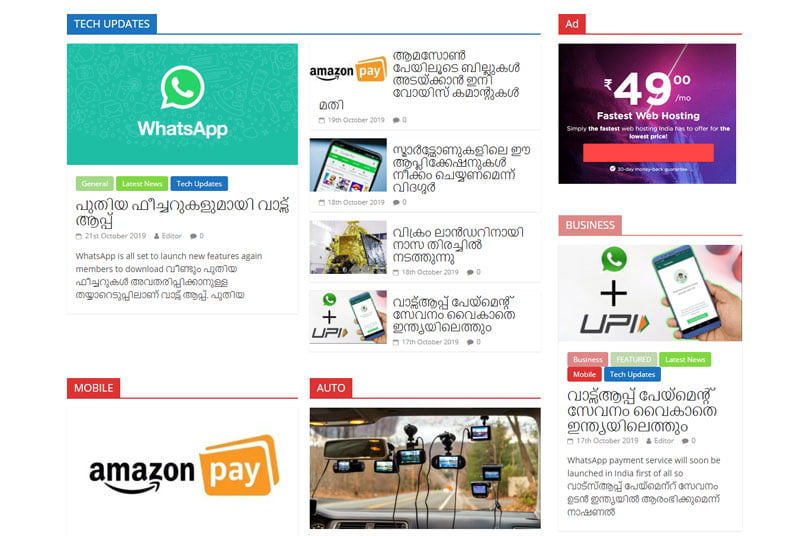 TECH UPDATES
WhatsApp
General
Latest News
Tech Updates
പുതിയ ഫീച്ചറുകളുമായി വാട്സ്
ആപ്പ്
21st October 2019 Editor 0
WhatsApp is all set to launch new features again
members to download വീണ്ടും പുതിയ
ഫീച്ചറുകൾ അവതരിപ്പിക്കാനുള്ള
തയ്യാറെടുപ്പിലാണ് വാട്ട് ആപ്പ്. പുതിയ
amazon pay
ആമസോൺ
പേയിലൂടെ ബില്ലുകൾ
അടയ്ക്കാൻ ഇനി
വോയിസ് കമാന്റുകൾ
മതി
19th October 2019 0
സ്മാർട്ടോണുകളിലെ ഈ
ആപ്ലിക്കേഷനുകൾ
നീക്കം ചെയ്യണമെന്ന്
വിദഗ്ദർ
18th October 2019 0
വിക്രം ലാൻഡറിനായി
നാസ തിരച്ചിൽ
നടത്തുന്നു
18th October 2019 0
UPI
വാട്സ്ആപ്പ് പേയ്മെന്റ്
സേവനം വൈകാതെ
ഇന്ത്യയിലെത്തും
17th October 2019 0
Ad
₹49.00/mo
Fastest Web Hosting
Simply the fastest web hosting India has to offer for the
lowest price!
30-day money-back guarantee
BUSINESS
UPI
Business
FEATURED
Latest News
Mobile
Tech Updates
വാട്സ്ആപ്പ് പേയ്മെന്റ്
സേവനം വൈകാതെ
ഇന്ത്യയിലെത്തും
17th October 2019 Editor 0
WhatsApp payment service will soon be
launched in India first of all so
വാട്സ്ആപ്പ് പേയ്മെന്റ് സേവനം
ഉടൻ ഇന്ത്യയിൽ ആരംഭിക്കുമെന്ന്
നാഷണൽ
MOBILE
amazon pay
AUTO